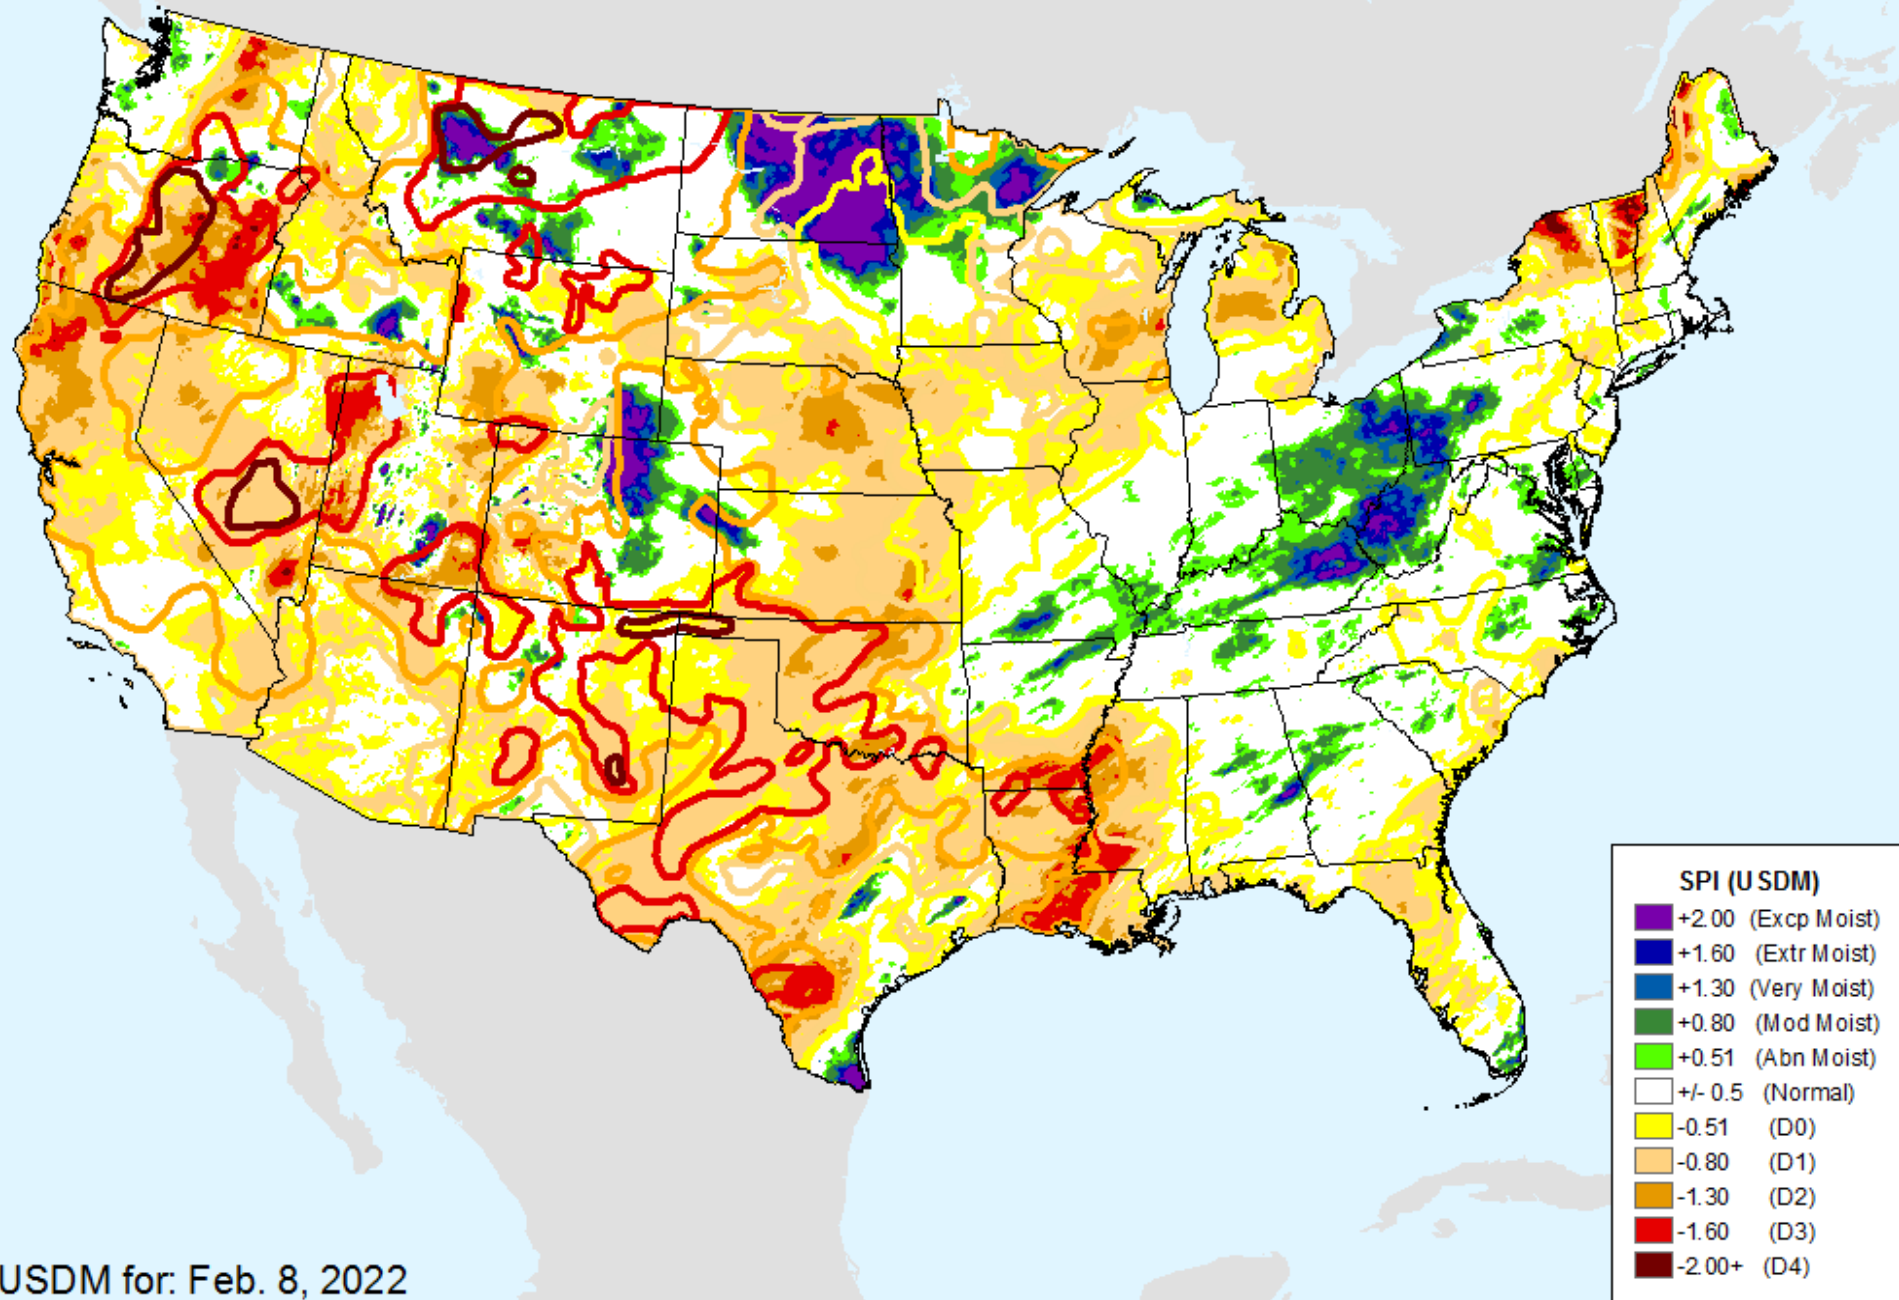 SPI (USDM)
+2.00 (Excp Moist)
+1.60 (Extr Moist)
+1.30 (Very Moist)
+0.80 (Mod Moist)
+0.51 (Abn Moist)
+/- 0.5 (Normal)
-0.51 (D0)
-0.80 (D1)
-1.30 (D2)
-1.60 (D3)
-2.00+ (D4)
USDM for: Feb. 8, 2022